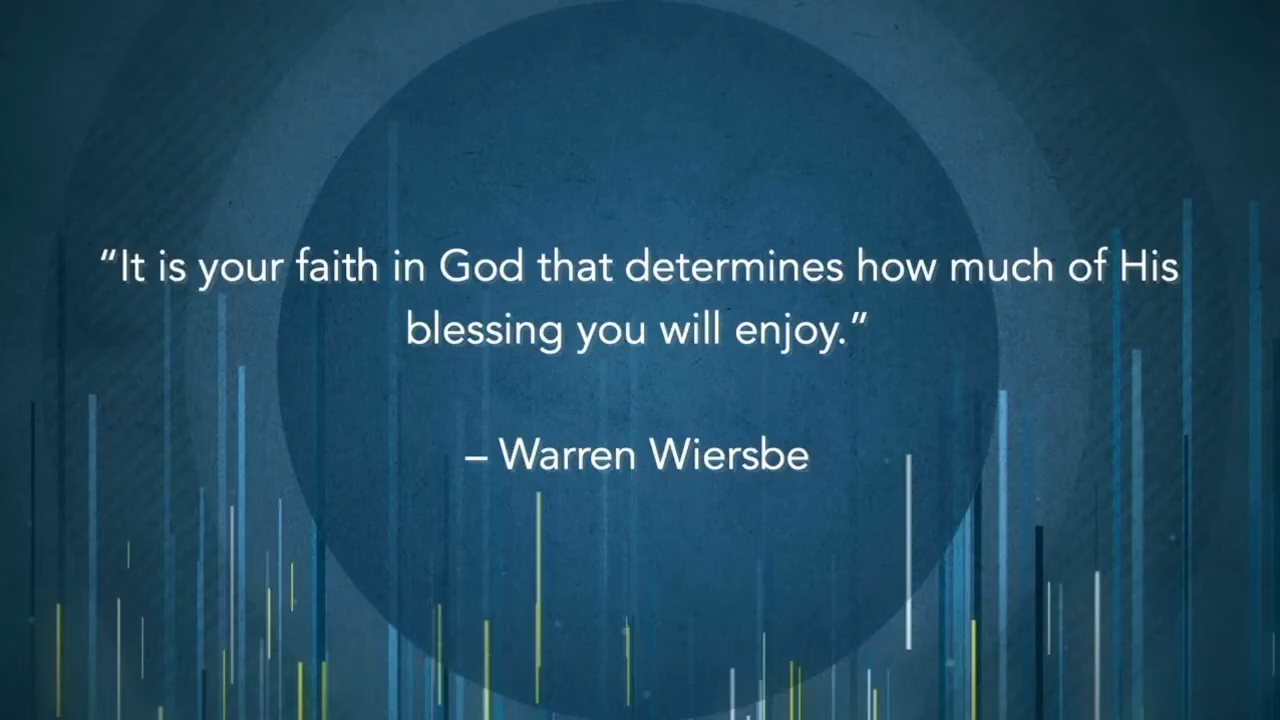 “It is your faith in God that determines how much of His
blessing you will enjoy.”
– Warren Wiersbe